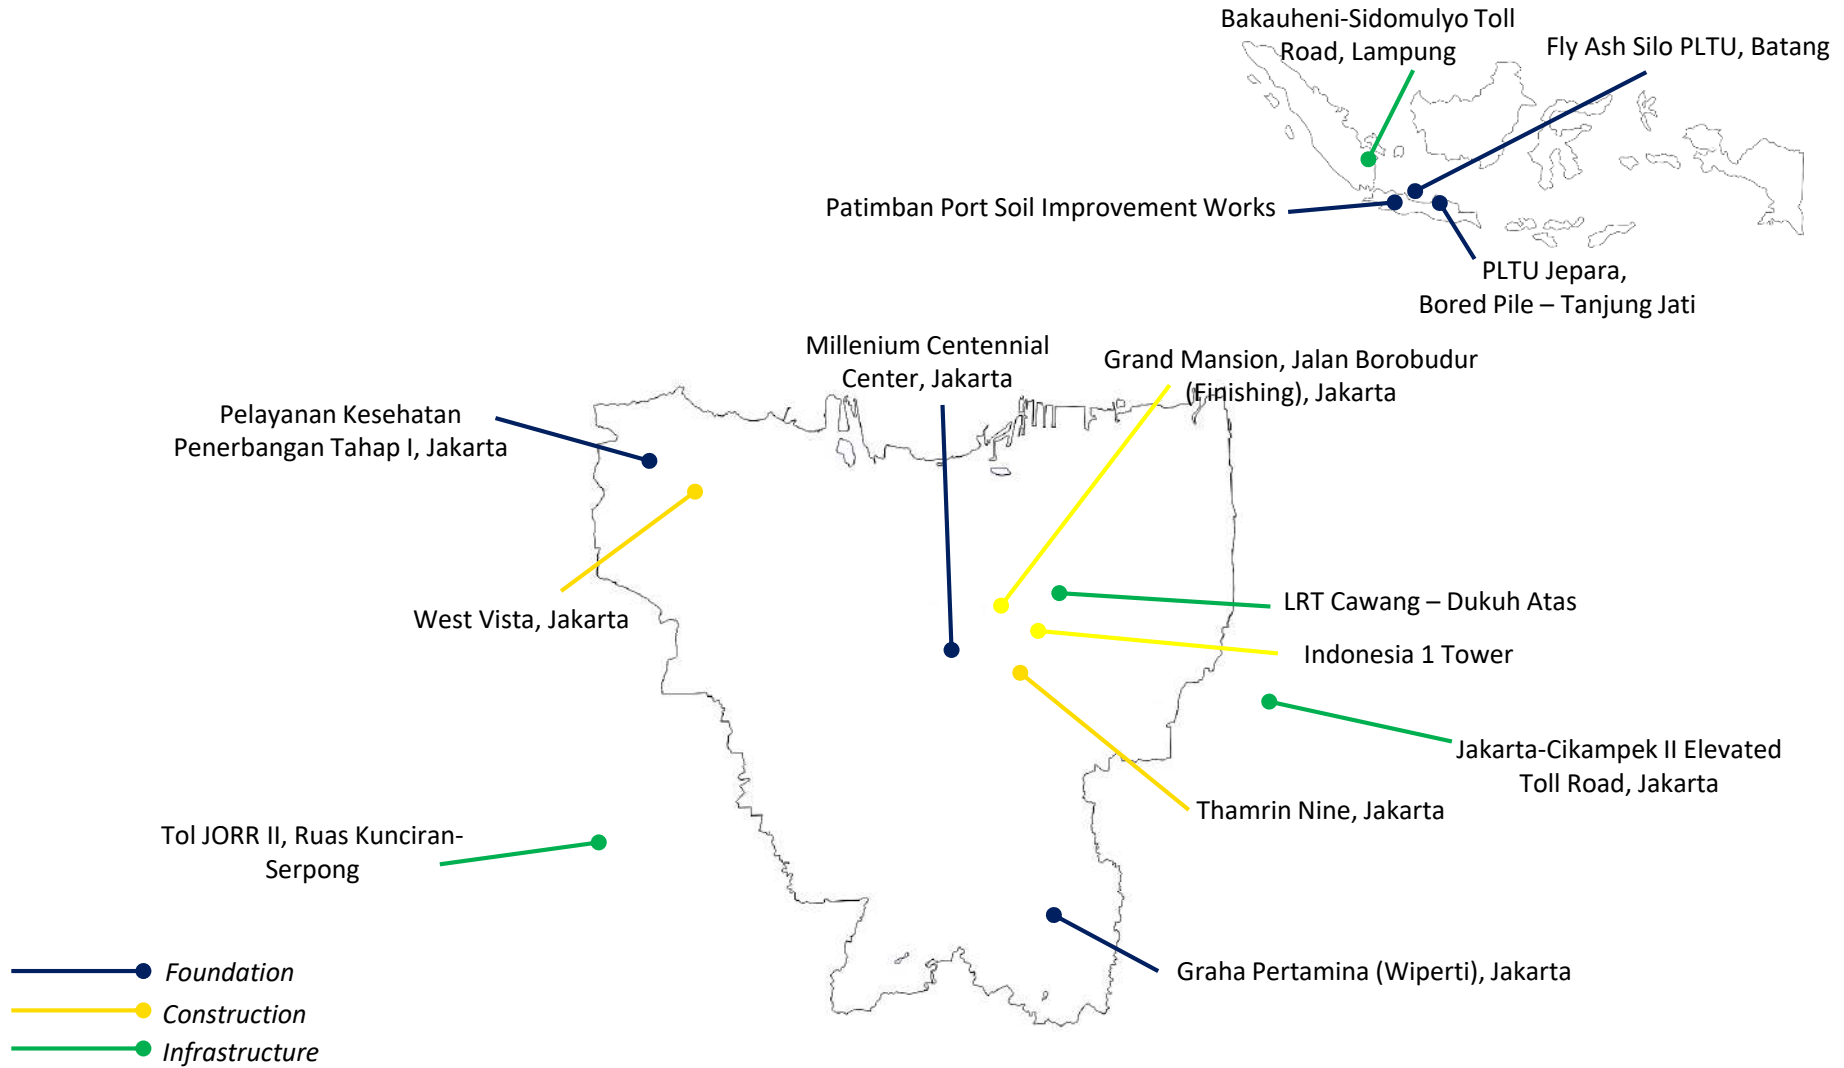 Bakauheni-Sidomulyo Toll
Road, Lampung
Fly Ash Silo PLTU, Batang
Patimban Port Soil Improvement Works
PLTU Jepara,
Bored Pile – Tanjung Jati
Millenium Centennial
Center, Jakarta
Grand Mansion, Jalan Borobudur
(Finishing), Jakarta
Pelayanan Kesehatan
Penerbangan Tahap I, Jakarta
West Vista, Jakarta
LRT Cawang – Dukuh Atas
Indonesia 1 Tower
Jakarta-Cikampek II Elevated
Toll Road, Jakarta
Thamrin Nine, Jakarta
Tol JORR II, Ruas Kunciran-
Serpong
Graha Pertamina (Wiperti), Jakarta
Foundation
Construction
Infrastructure